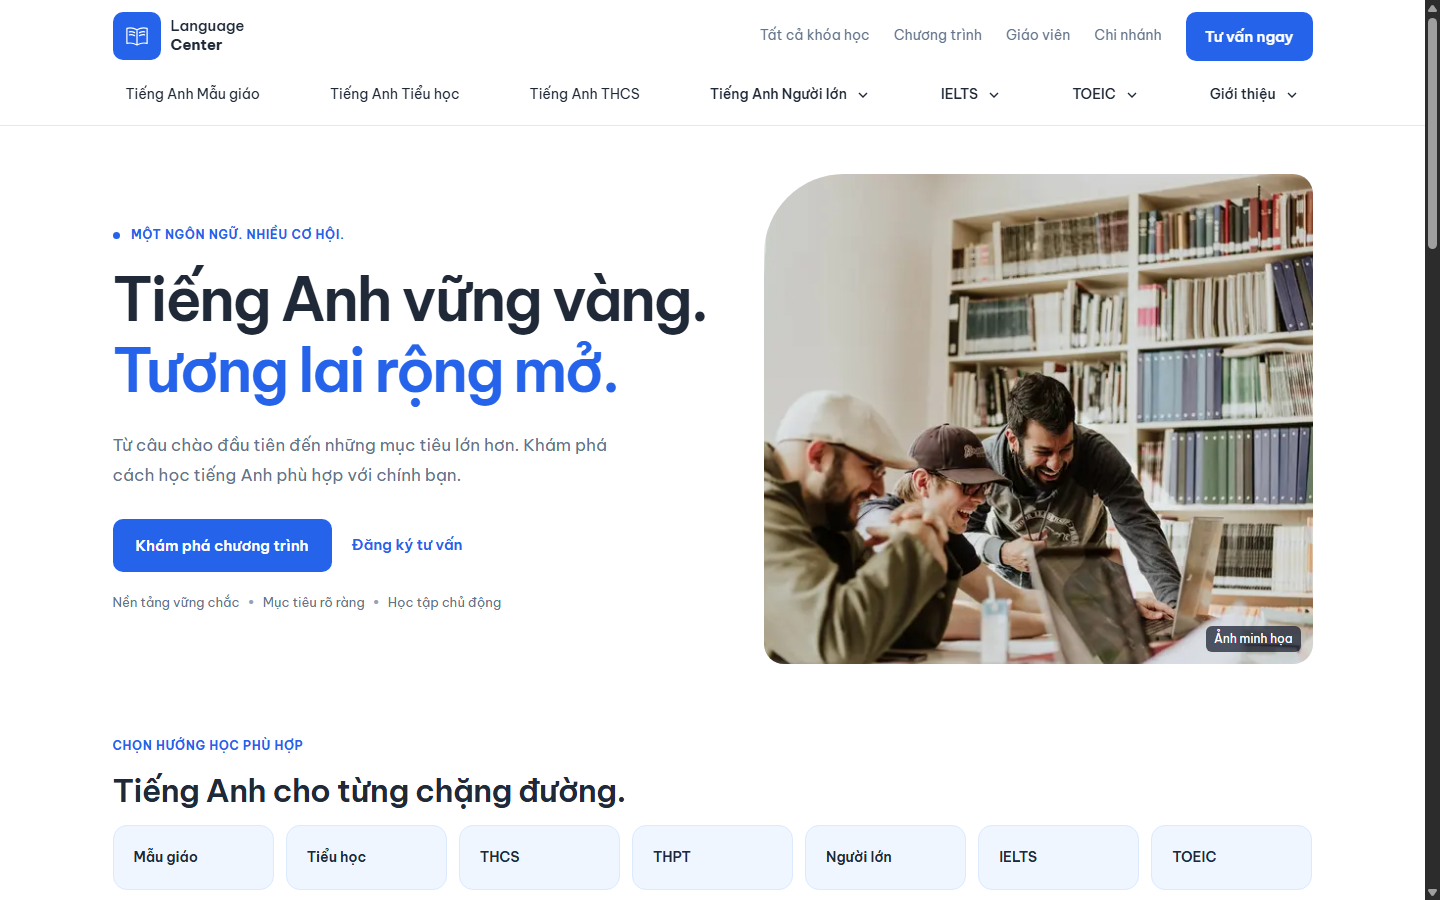 Language
Center
Tất cả khóa học
Chương trình
Giáo viên
Chi nhánh
Tư vấn ngay
Tiếng Anh Mẫu giáo
Tiếng Anh Tiểu học
Tiếng Anh THCS
Tiếng Anh Người lớn
IELTS
TOEIC
Giới thiệu
MỘT NGÔN NGỮ. NHIỀU CƠ HỘI.
Tiếng Anh vững vàng.
Tương lai rộng mở.
Từ câu chào đầu tiên đến những mục tiêu lớn hơn. Khám phá
cách học tiếng Anh phù hợp với chính bạn.
Khám phá chương trình
Đăng ký tư vấn
Nền tảng vững chắc • Mục tiêu rõ ràng • Học tập chủ động
Ảnh minh họa
CHỌN HƯỚNG HỌC PHÙ HỢP
Tiếng Anh cho từng chặng đường.
Mẫu giáo
Tiểu học
THCS
THPT
Người lớn
IELTS
TOEIC